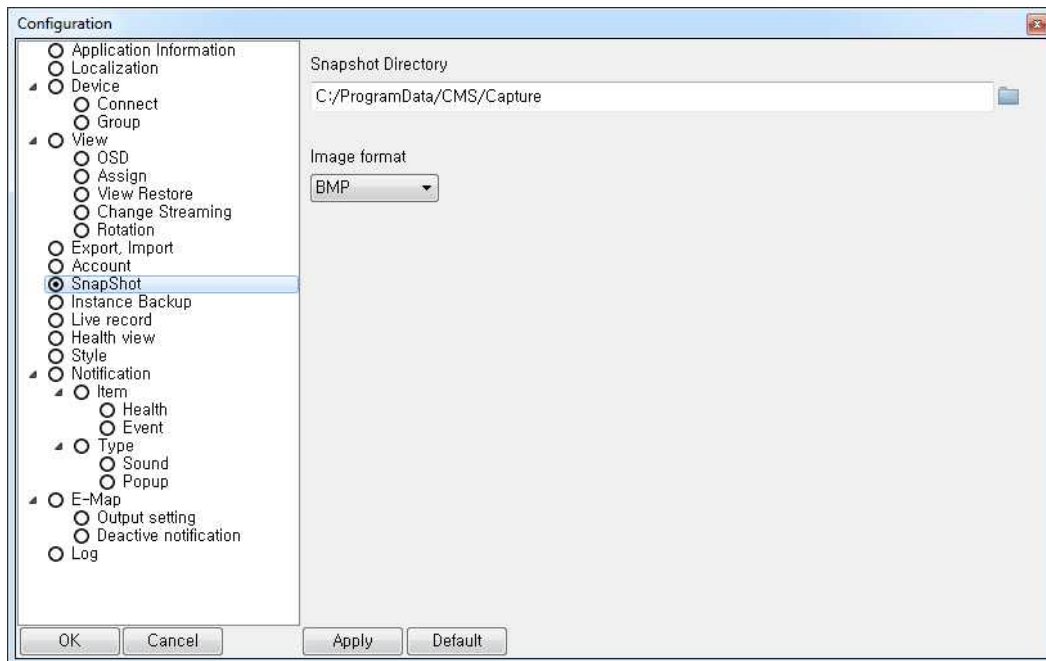 Configuration
Application Information
Localization
Device
Connect
Group
View
OSD
Assign
View Restore
Change Streaming
Rotation
Export, Import
Account
SnapShot
Instance Backup
Live record
Health view
Style
Notification
Item
Health
Event
Type
Sound
Popup
E-Map
Output setting
Deactive notification
Log
Snapshot Directory
C:/ProgramData/CMS/Capture
Image format
BMP
OK
Cancel
Apply
Default